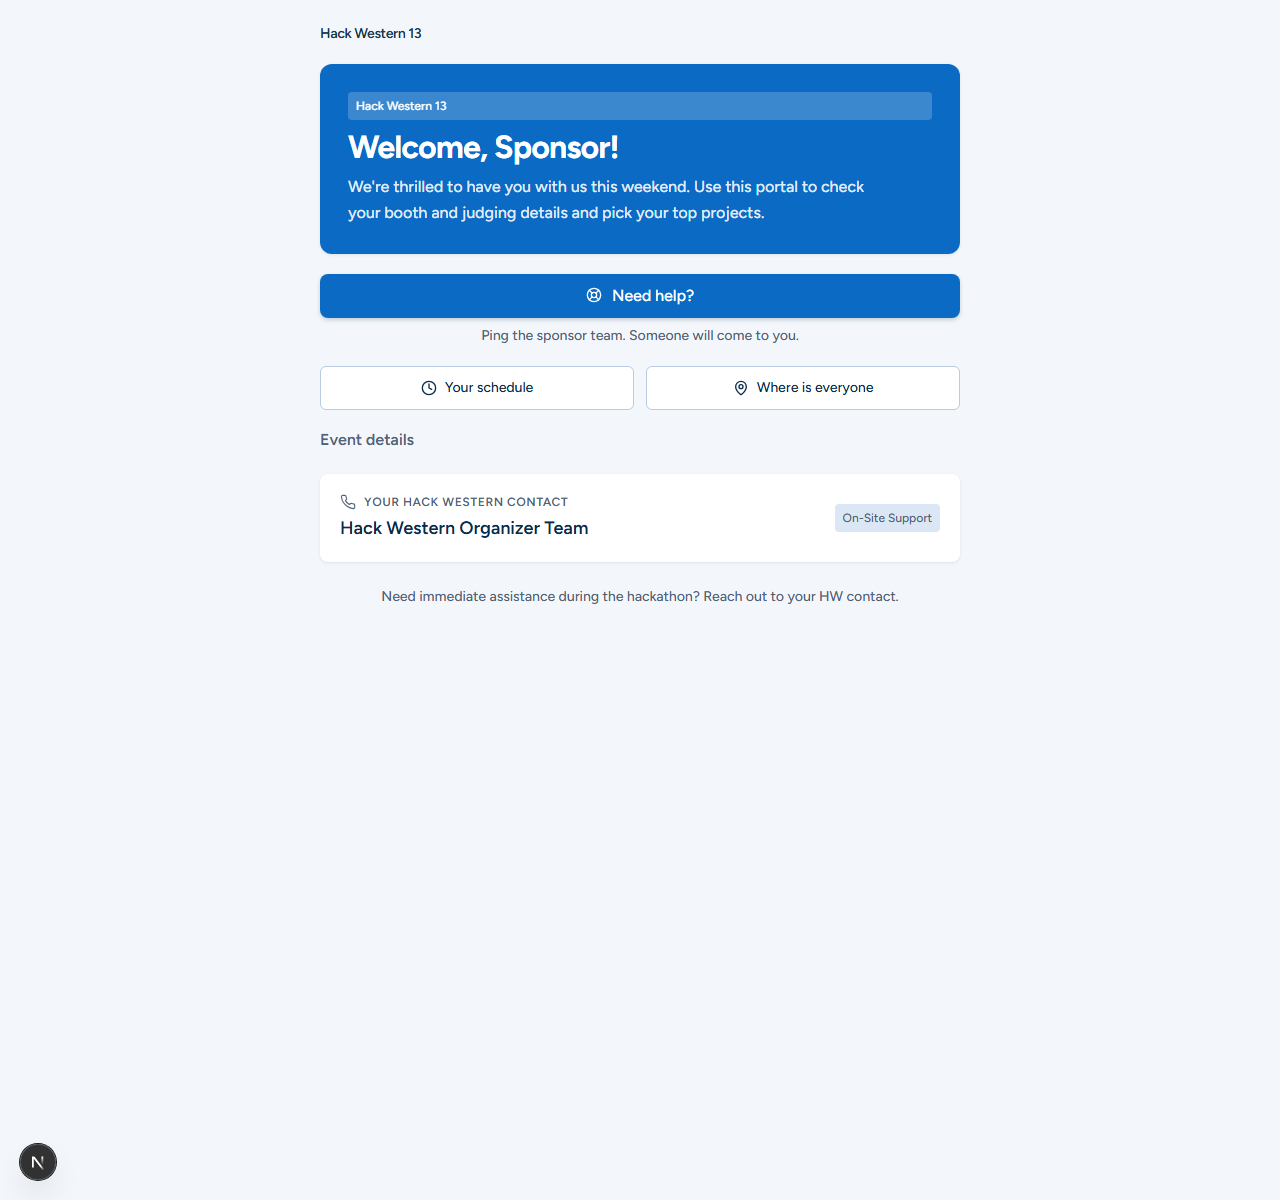 Hack Western 13
Hack Western 13
Welcome, Sponsor!
We're thrilled to have you with us this weekend. Use this portal to check
your booth and judging details and pick your top projects.
Need help?
Ping the sponsor team. Someone will come to you.
Your schedule
Where is everyone
Event details
YOUR HACK WESTERN CONTACT
Hack Western Organizer Team
On-Site Support
Need immediate assistance during the hackathon? Reach out to your HW contact.
N